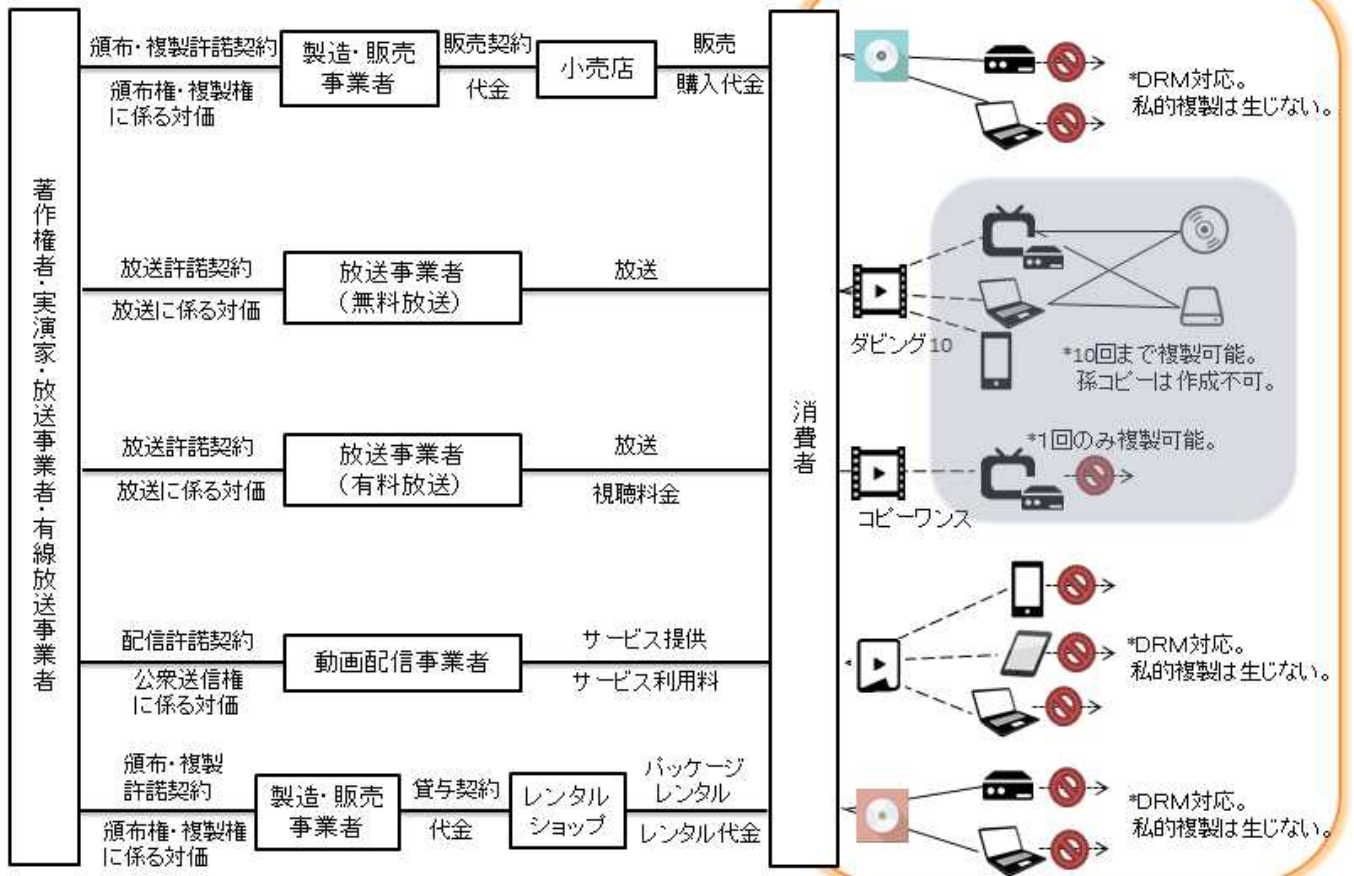 著作権者・実演家・放送事業者・有線放送事業者
頒布・複製許諾契約
頒布権・複製権
に係る対価
製造・販売
事業者
販売契約
代金
小売店
販売
購入代金
消費者
*DRM対応。
私的複製は生じない。
放送許諾契約
放送に係る対価
放送事業者
(無料放送)
放送
ダビング10
*10回まで複製可能。
孫コピーは作成不可。
放送許諾契約
放送に係る対価
放送事業者
(有料放送)
放送
視聴料金
コピーワンス
*1回のみ複製可能。
配信許諾契約
公衆送信権
に係る対価
動画配信事業者
サービス提供
サービス利用料
*DRM対応。
私的複製は生じない。
頒布・複製
許諾契約
頒布権・複製権
に係る対価
製造・販売
事業者
貸与契約
代金
レンタル
ショップ
パッケージ
レンタル
レンタル代金
*DRM対応。
私的複製は生じない。